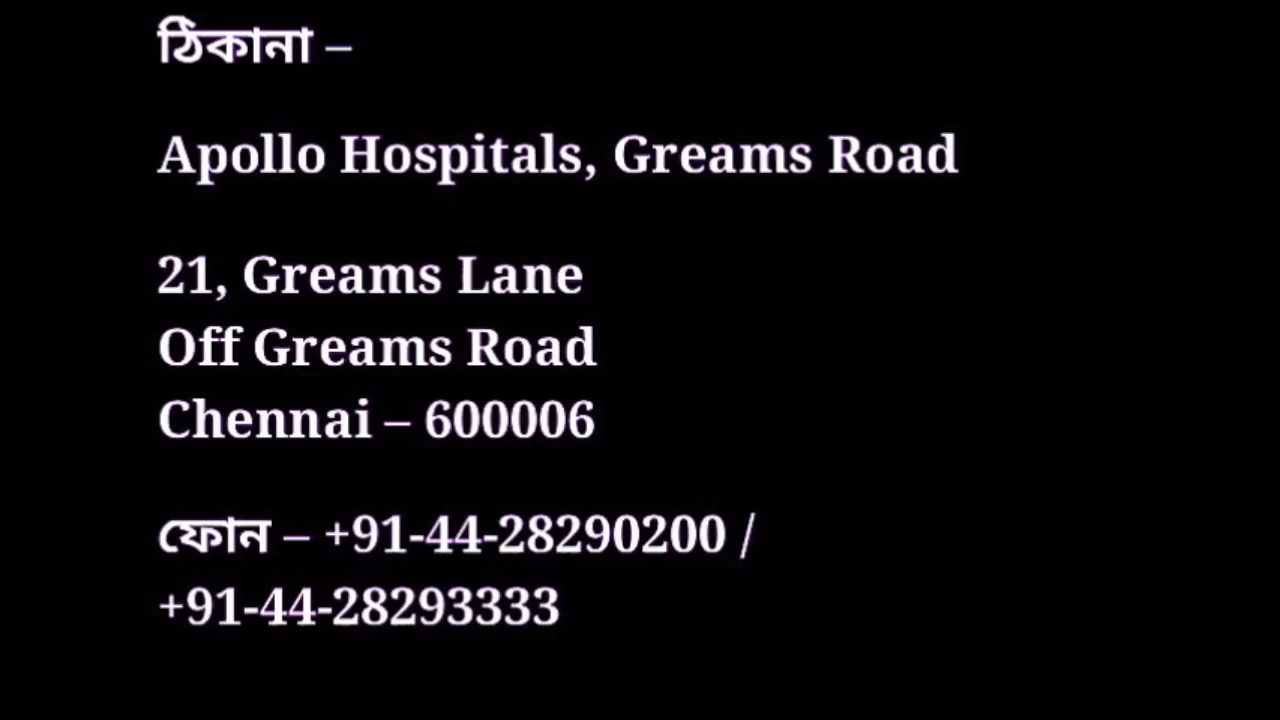 ঠিকানা –
Apollo Hospitals, Greams Road
21, Greams Lane
Off Greams Road
Chennai – 600006
ফোন – +91-44-28290200 /
+91-44-28293333